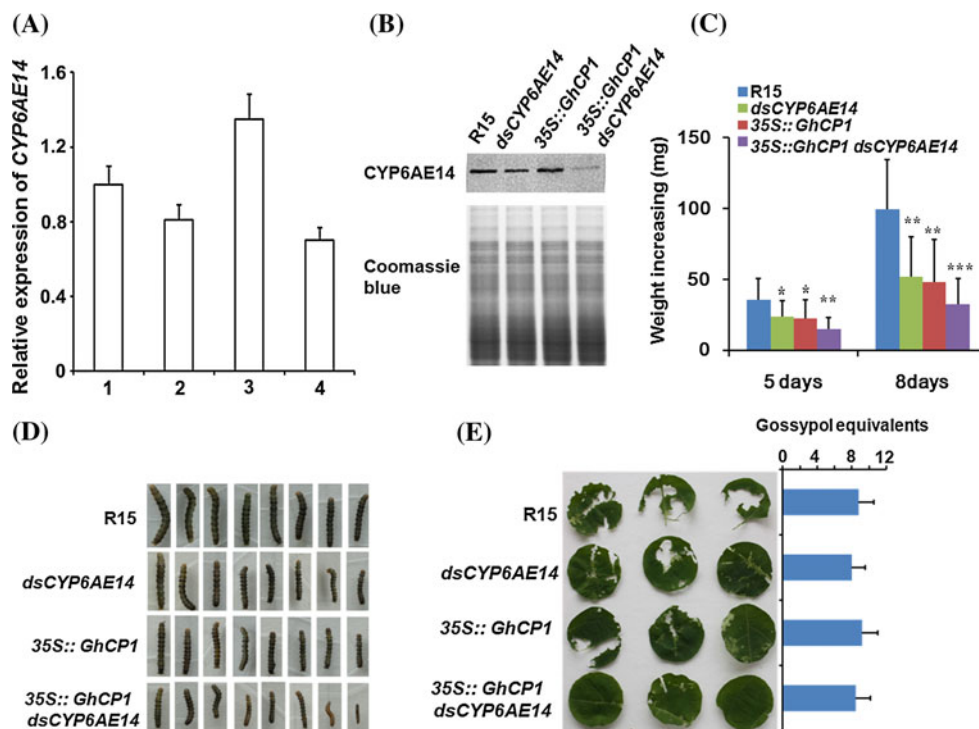 (A)
Relative expression of CYP6AE14
1.6
1.2
0.8
0.4
0
1
2
3
4
(B)
R15
dsCYP6AE14
35S::GhCP1
35S::GhCP1
dsCYP6AE14
CYP6AE14
Coomassie
blue
(C)
R15
dsCYP6AE14
35S::GhCP1
35S::GhCP1 dsCYP6AE14
Weight increasing (mg)
150
100
50
0
*
*
**
**
**
***
5 days
8days
(D)
R15
dsCYP6AE14
35S:: GhCP1
35S:: GhCP1
dsCYP6AE14
(E)
Gossypol equivalents
0 4 8 12
R15
dsCYP6AE14
35S:: GhCP1
35S:: GhCP1
dsCYP6AE14